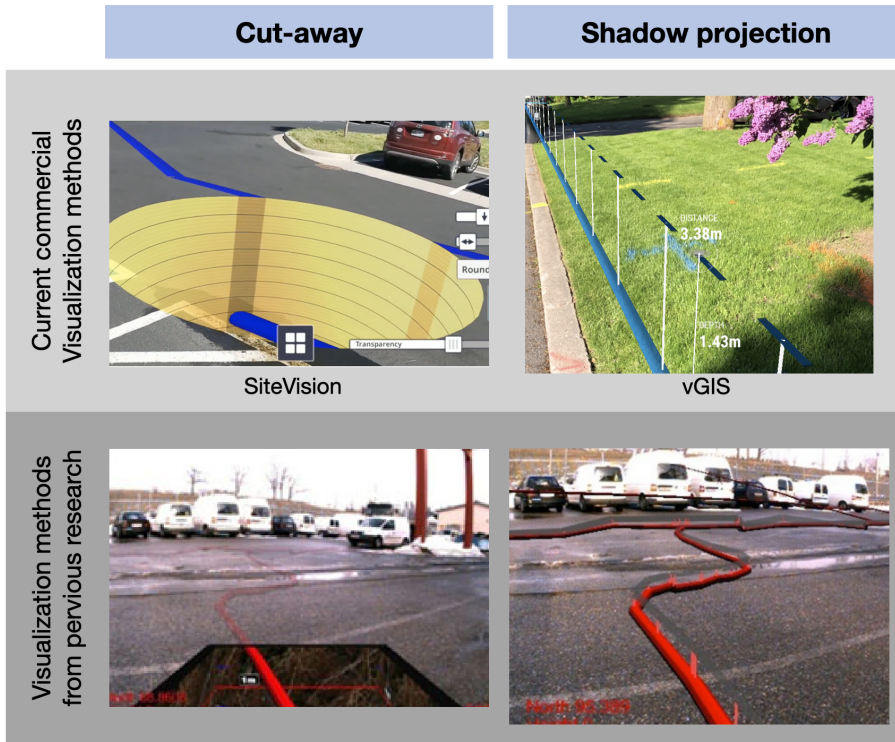 Cut-away
Shadow projection
Current commercial
Visualization methods
Round
Transparency
DISTANCE
3.38m
DEPTH
1.43m
SiteVision
vGIS
Visualization methods
from pervious research
1m